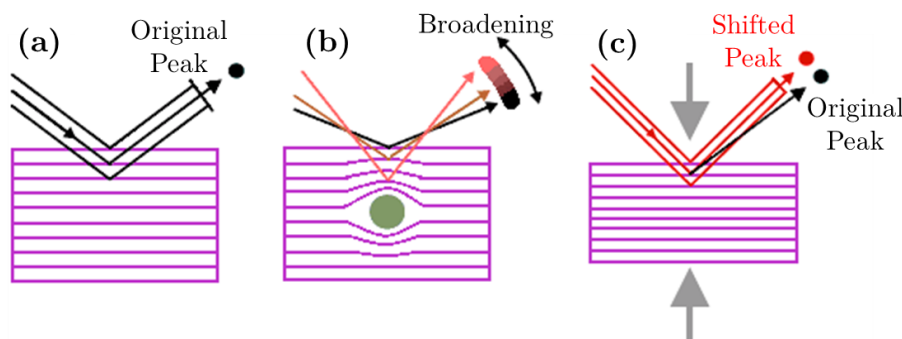 (a)
Original
Peak
(b)
Broadening
(c)
Shifted
Peak
Original
Peak